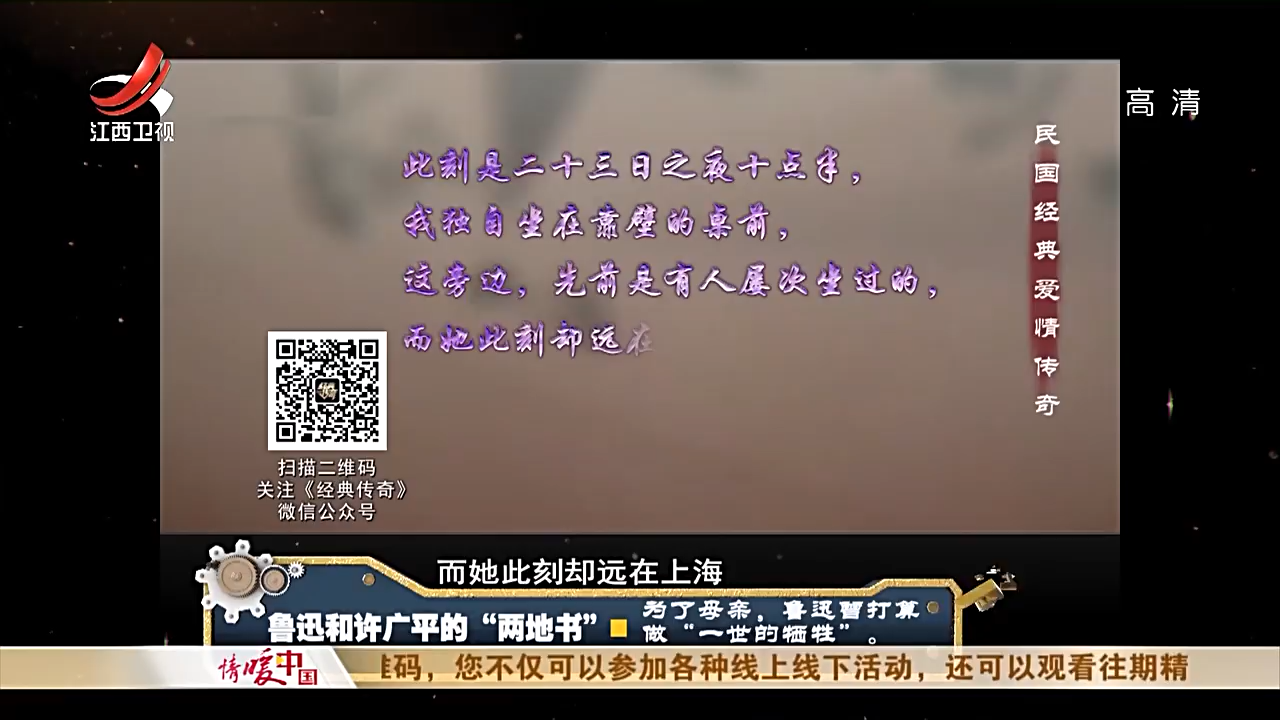 江西卫视
高清
民国经典爱情传奇
此刻是二十三日之夜十点半，
我独自坐在靠壁的桌前，
这旁边，先前是有人屡次坐过的，
而她此刻却远在
扫描二维码
关注《经典传奇》
微信公众号
而她此刻却远在上海
鲁迅和许广平的“两地书”
为了母亲，鲁迅曾打算
做“一世的牺牲”。
情暖中国
维码，您不仅可以参加各种线上线下活动，还可以观看往期精